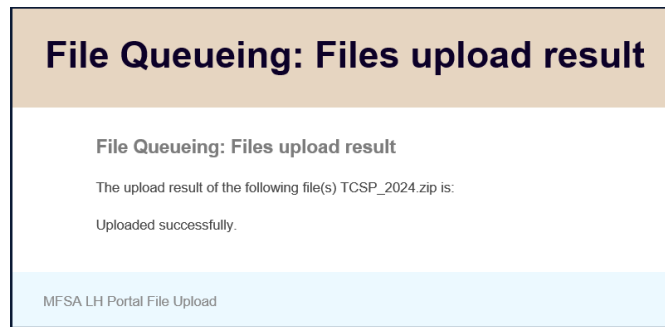 File Queueing: Files upload result
File Queueing: Files upload result
The upload result of the following file(s) TCSP_2024.zip is:
Uploaded successfully.
MFSA LH Portal File Upload